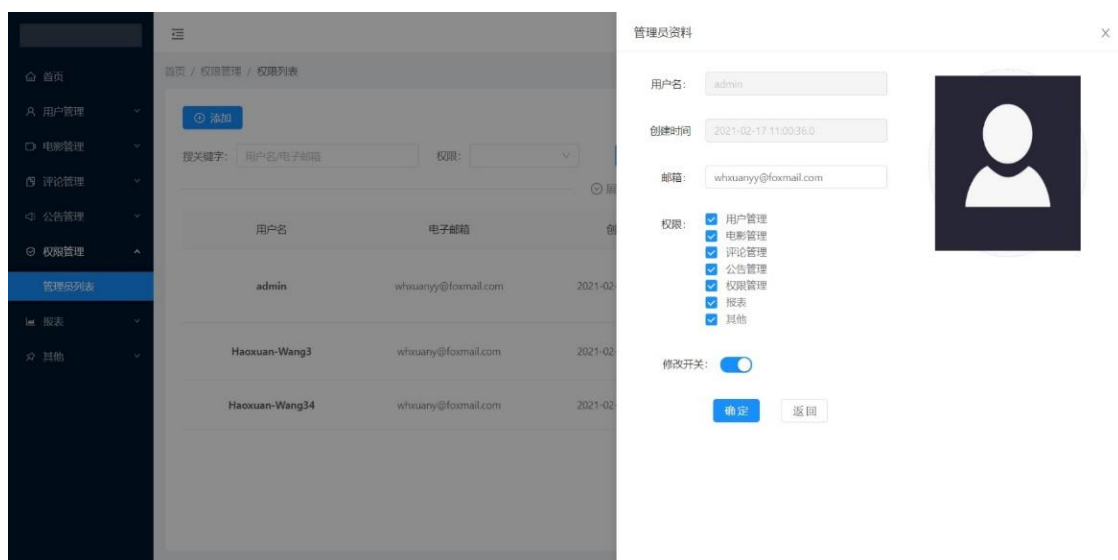 首页
用户管理
电影管理
评论管理
公告管理
权限管理
管理员列表
报表
其他
首页 / 权限管理 / 权限列表
添加
搜关键字: 用户名/电子邮箱 权限:
展
用户名 电子邮箱 创
admin whxuanyy@foxmail.com 2021-02-
Haoxuan-Wang3 whxuany@foxmail.com 2021-02-
Haoxuan-Wang34 whxuany@foxmail.com 2021-02-
管理员资料
用户名: admin
创建时间 2021-02-17 11:00:36.0
邮箱: whxuanyy@foxmail.com
权限: 用户管理
电影管理
评论管理
公告管理
权限管理
报表
其他
修改开关:
确定 返回